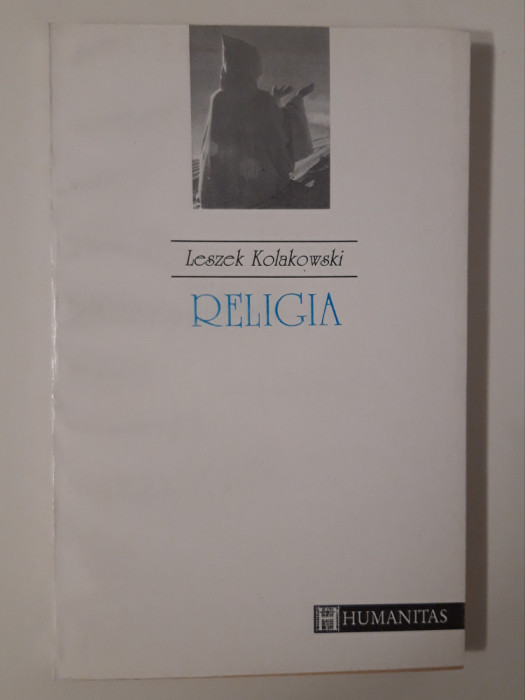 Leszek Kolakowski
RELIGIA
HUMANITAS